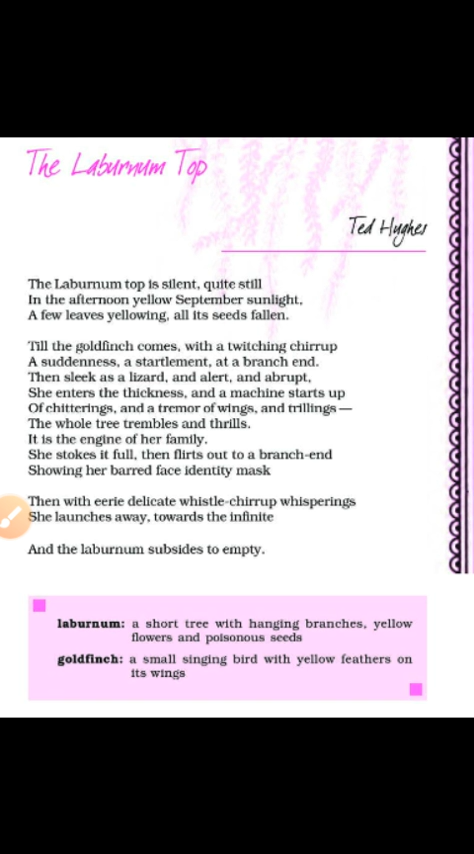 The Laburnum Top
Ted Hughes
The Laburnum top is silent, quite still
In the afternoon yellow September sunlight,
A few leaves yellowing, all its seeds fallen.
Till the goldfinch comes, with a twitching chirrup
A suddenness, a startlement, at a branch end.
Then sleek as a lizard, and alert, and abrupt,
She enters the thickness, and a machine starts up
Of chitterings, and a tremor of wings, and trillings —
The whole tree trembles and thrills.
It is the engine of her family.
She stokes it full, then flirts out to a branch-end
Showing her barred face identity mask
Then with eerie delicate whistle-chirrup whisperings
She launches away, towards the infinite
And the laburnum subsides to empty.
laburnum: a short tree with hanging branches, yellow
flowers and poisonous seeds
goldfinch: a small singing bird with yellow feathers on
its wings